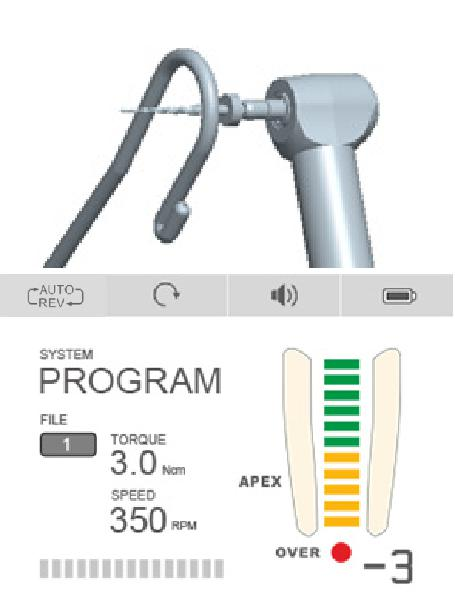 AUTO
REV
SYSTEM
PROGRAM
FILE
1
TORQUE
3.0 Ncm
SPEED
350 RPM
APEX
OVER
-3